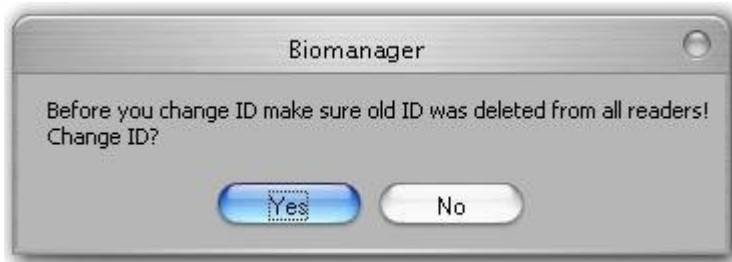 Biomanager
Before you change ID make sure old ID was deleted from all readers!
Change ID?
Yes
No